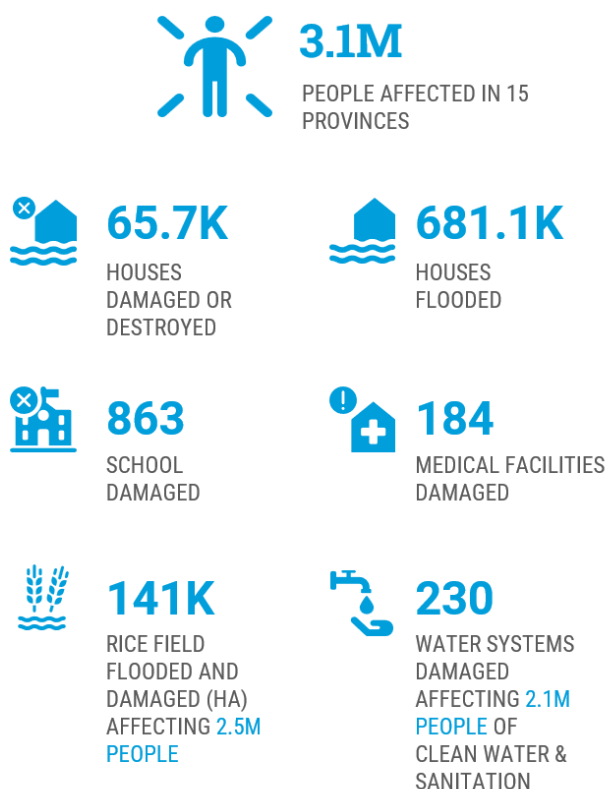 3.1M
PEOPLE AFFECTED IN 15
PROVINCES
65.7K
HOUSES
DAMAGED OR
DESTROYED
681.1K
HOUSES
FLOODED
863
SCHOOL
DAMAGED
184
MEDICAL FACILITIES
DAMAGED
141K
RICE FIELD
FLOODED AND
DAMAGED (HA)
AFFECTING 2.5M
PEOPLE
230
WATER SYSTEMS
DAMAGED
AFFECTING 2.1M
PEOPLE OF
CLEAN WATER &
SANITATION